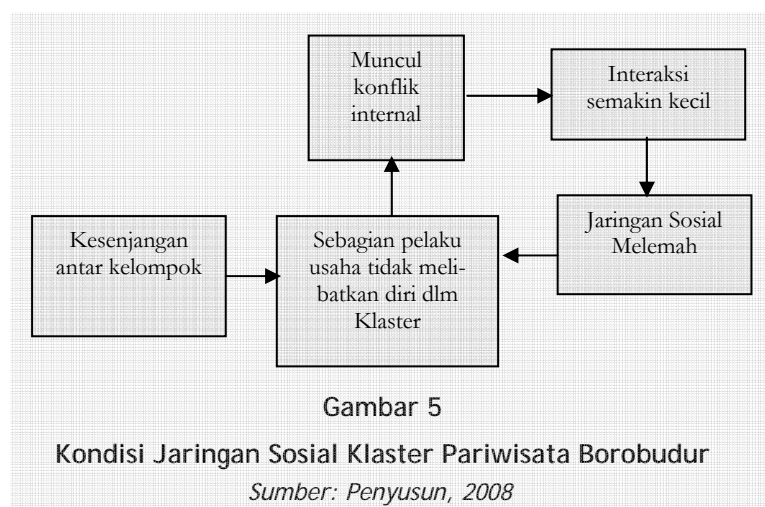 Muncul
konflik
internal
Interaksi
semakin kecil
Kesenjangan
antar kelompok
Sebagian pelaku
usaha tidak meli-
batkan diri dlm
Klaster
Jaringan Sosial
Melemah
Gambar 5
Kondisi Jaringan Sosial Klaster Pariwisata Borobudur
Sumber: Penyusun, 2008